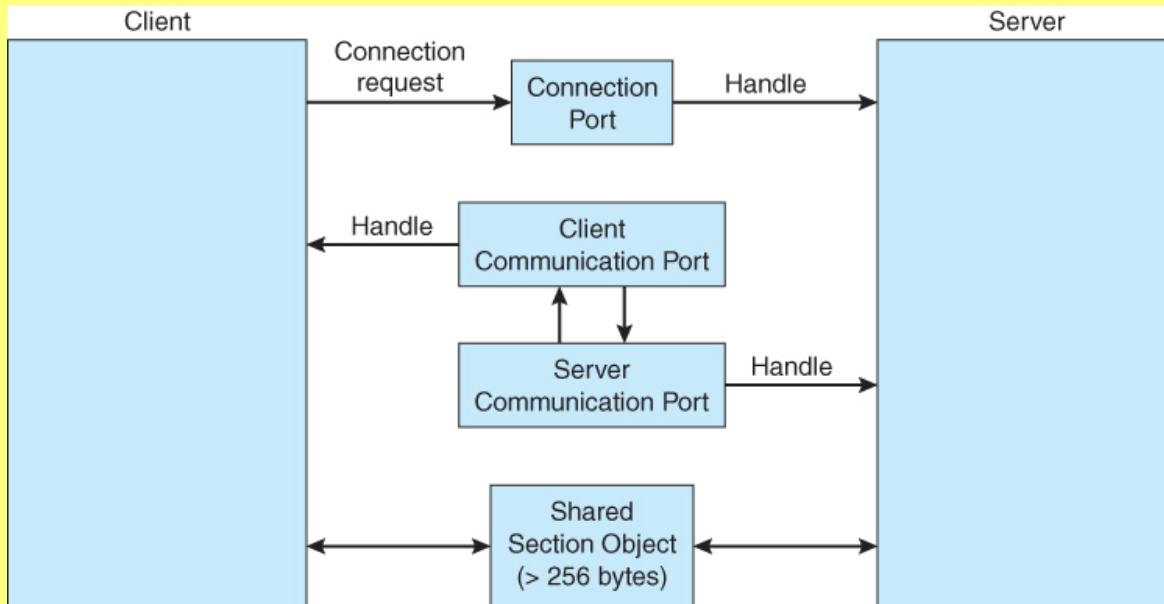 Client
Server
Connection
request
Connection
Port
Handle
Handle
Client
Communication Port
Server
Communication Port
Handle
Shared
Section Object
(> 256 bytes)